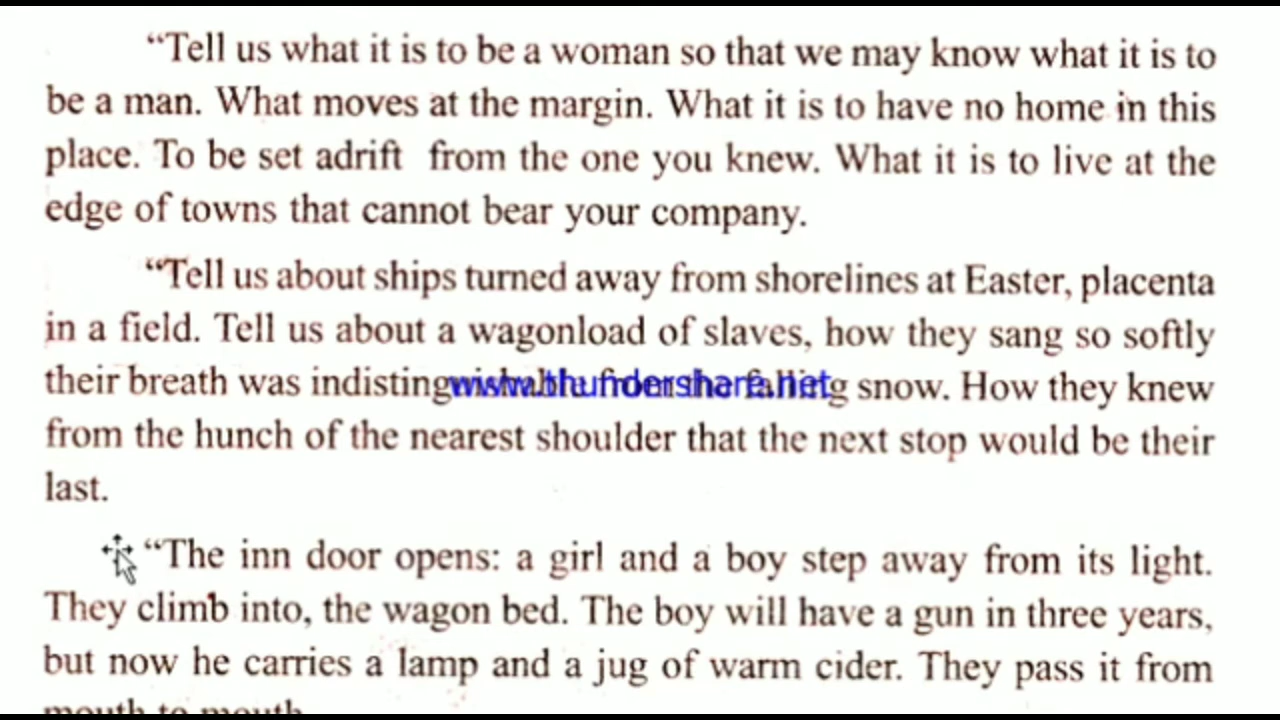 “Tell us what it is to be a woman so that we may know what it is to
be a man. What moves at the margin. What it is to have no home in this
place. To be set adrift from the one you knew. What it is to live at the
edge of towns that cannot bear your company.
“Tell us about ships turned away from shorelines at Easter, placenta
in a field. Tell us about a wagonload of slaves, how they sang so softly
their breath was www.thundershare.net snow. How they knew
from the hunch of the nearest shoulder that the next stop would be their
last.
“The inn door opens: a girl and a boy step away from its light.
They climb into, the wagon bed. The boy will have a gun in three years,
but now he carries a lamp and a jug of warm cider. They pass it from
mouth to mouth